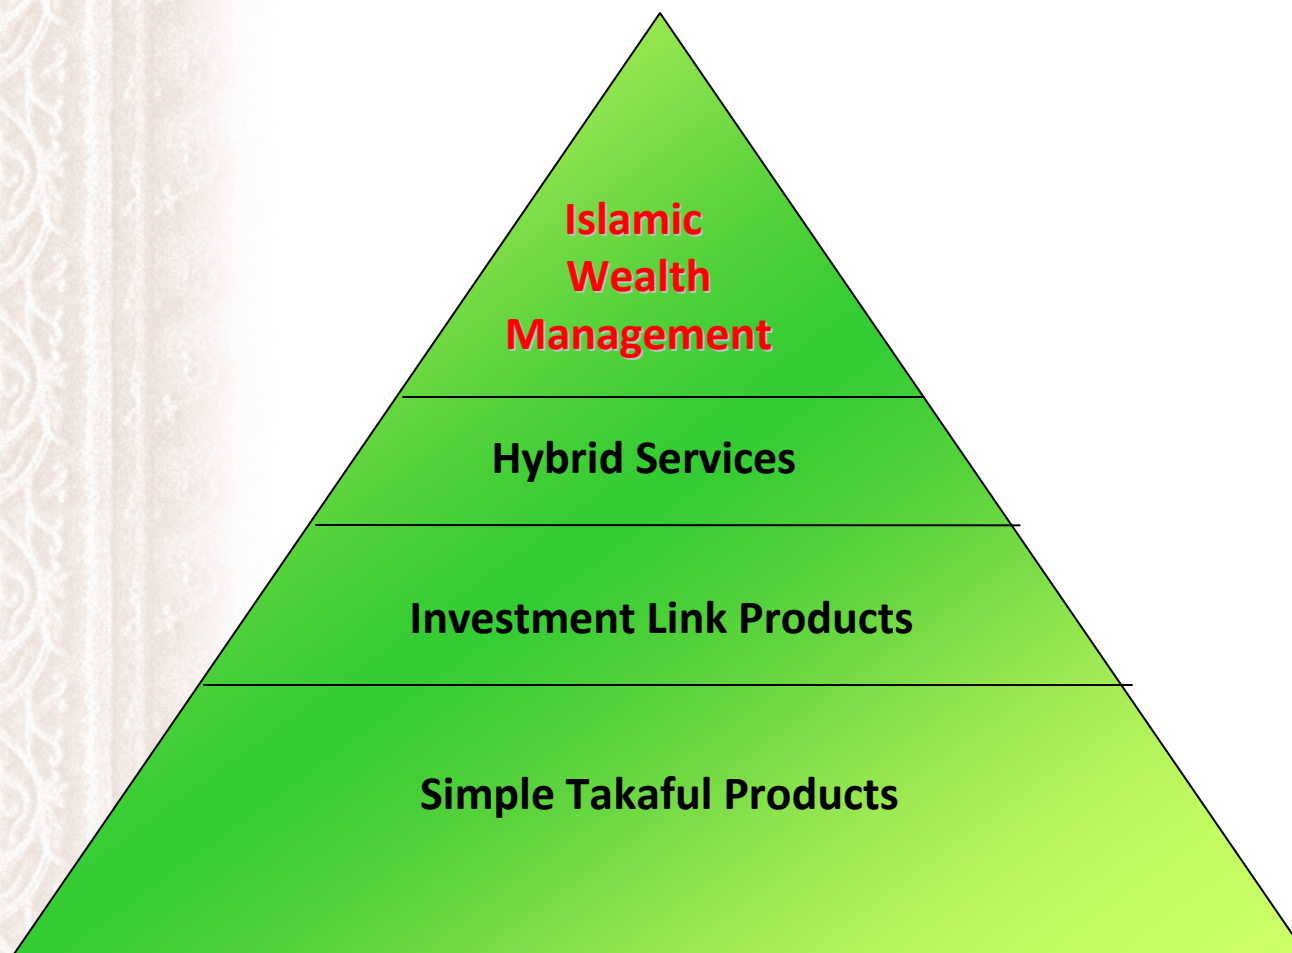 Islamic
Wealth
Management
Hybrid Services
Investment Link Products
Simple Takaful Products